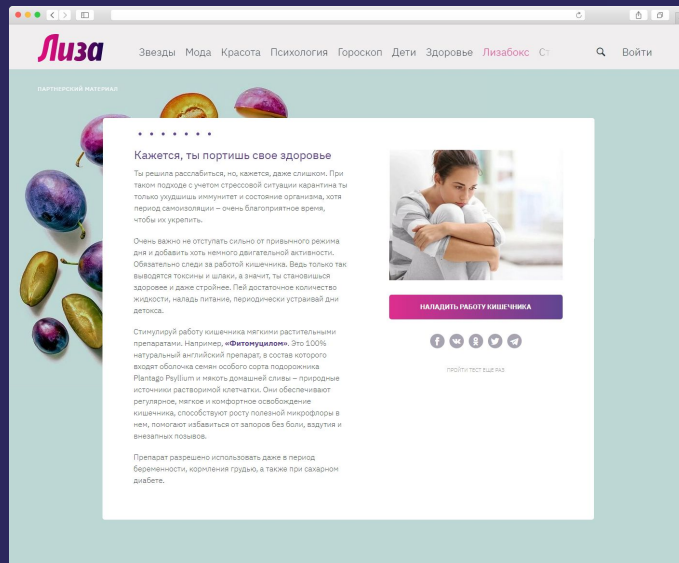 Лиза
Звезды Мода Красота Психология Гороскоп Дети Здоровье Лизабокс Ст
Войти
ПАРТНЕРСКИЙ МАТЕРИАЛ
Кажется, ты портишь свое здоровье
Ты решила расслабиться, но, кажется, даже слишком. При
таком подходе с учетом стрессовой ситуации карантина ты
только ухудшишь иммунитет и состояние организма, хотя
период самоизоляции – очень благоприятное время,
чтобы их укрепить.
Очень важно не отступать сильно от привычного режима
дня и добавить хоть немного двигательной активности.
Обязательно следи за работой кишечника. Ведь только так
выводятся токсины и шлаки, а значит, ты становишься
здоровее и даже стройнее. Пей достаточное количество
жидкости, наладь питание, периодически устраивай дни
детокса.
Стимулируй работу кишечника мягкими растительными
препаратами. Например, «Фитомуцилом». Это 100%
натуральный английский препарат, в состав которого
входят оболочка семян особого сорта подорожника
Plantago Psyllium и мякоть домашней сливы – природные
источники растворимой клетчатки. Они обеспечивают
регулярное, мягкое и комфортное освобождение
кишечника, способствуют росту полезной микрофлоры в
нем, помогают избавиться от запоров без боли, вздутия и
внезапных позывов.
Препарат разрешено использовать даже в период
беременности, кормления грудью, а также при сахарном
диабете.
НАЛАДИТЬ РАБОТУ КИШЕЧНИКА
ПРОЙТИ ТЕСТ ЕЩЕ РАЗ